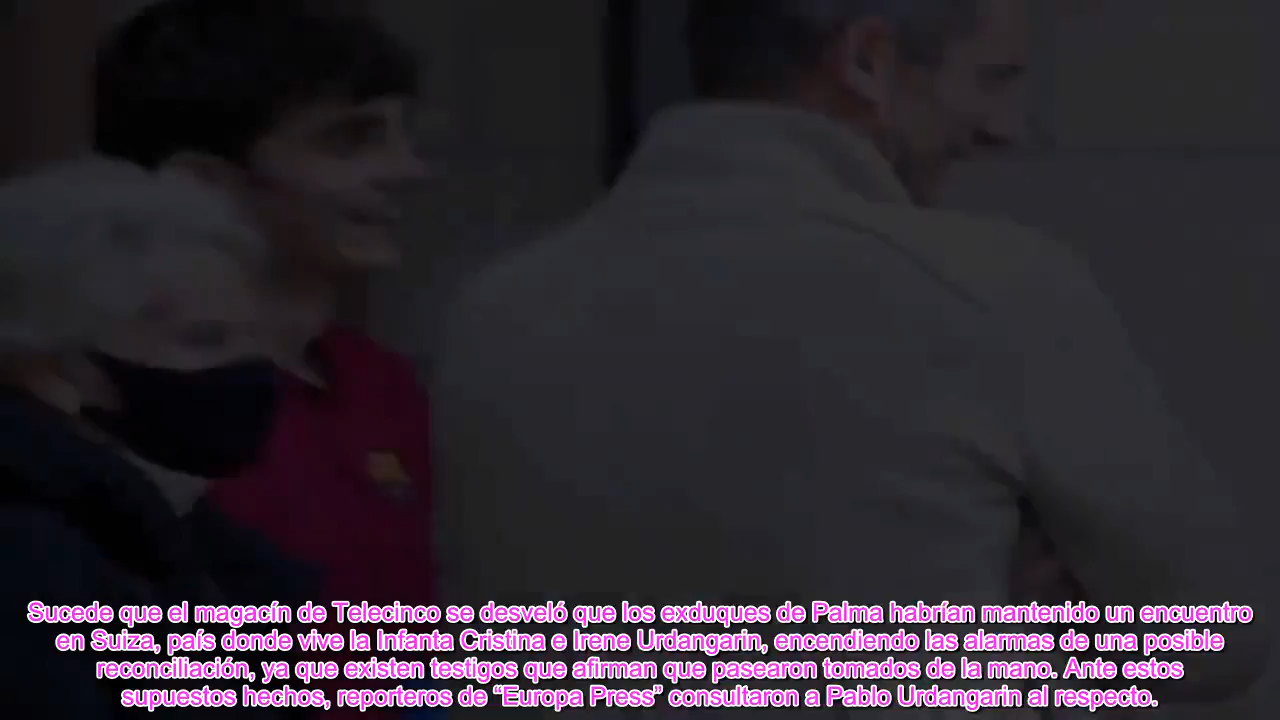 Sucede que el magacín de Telecinco se desveló que los exduques de Palma habrían mantenido un encuentro
en Suiza, país donde vive la Infanta Cristina e Irene Urdangarin, encendiendo las alarmas de una posible
reconciliación, ya que existen testigos que afirman que pasearon tomados de la mano. Ante estos
supuestos hechos, reporteros de “Europa Press” consultaron a Pablo Urdangarin al respecto.